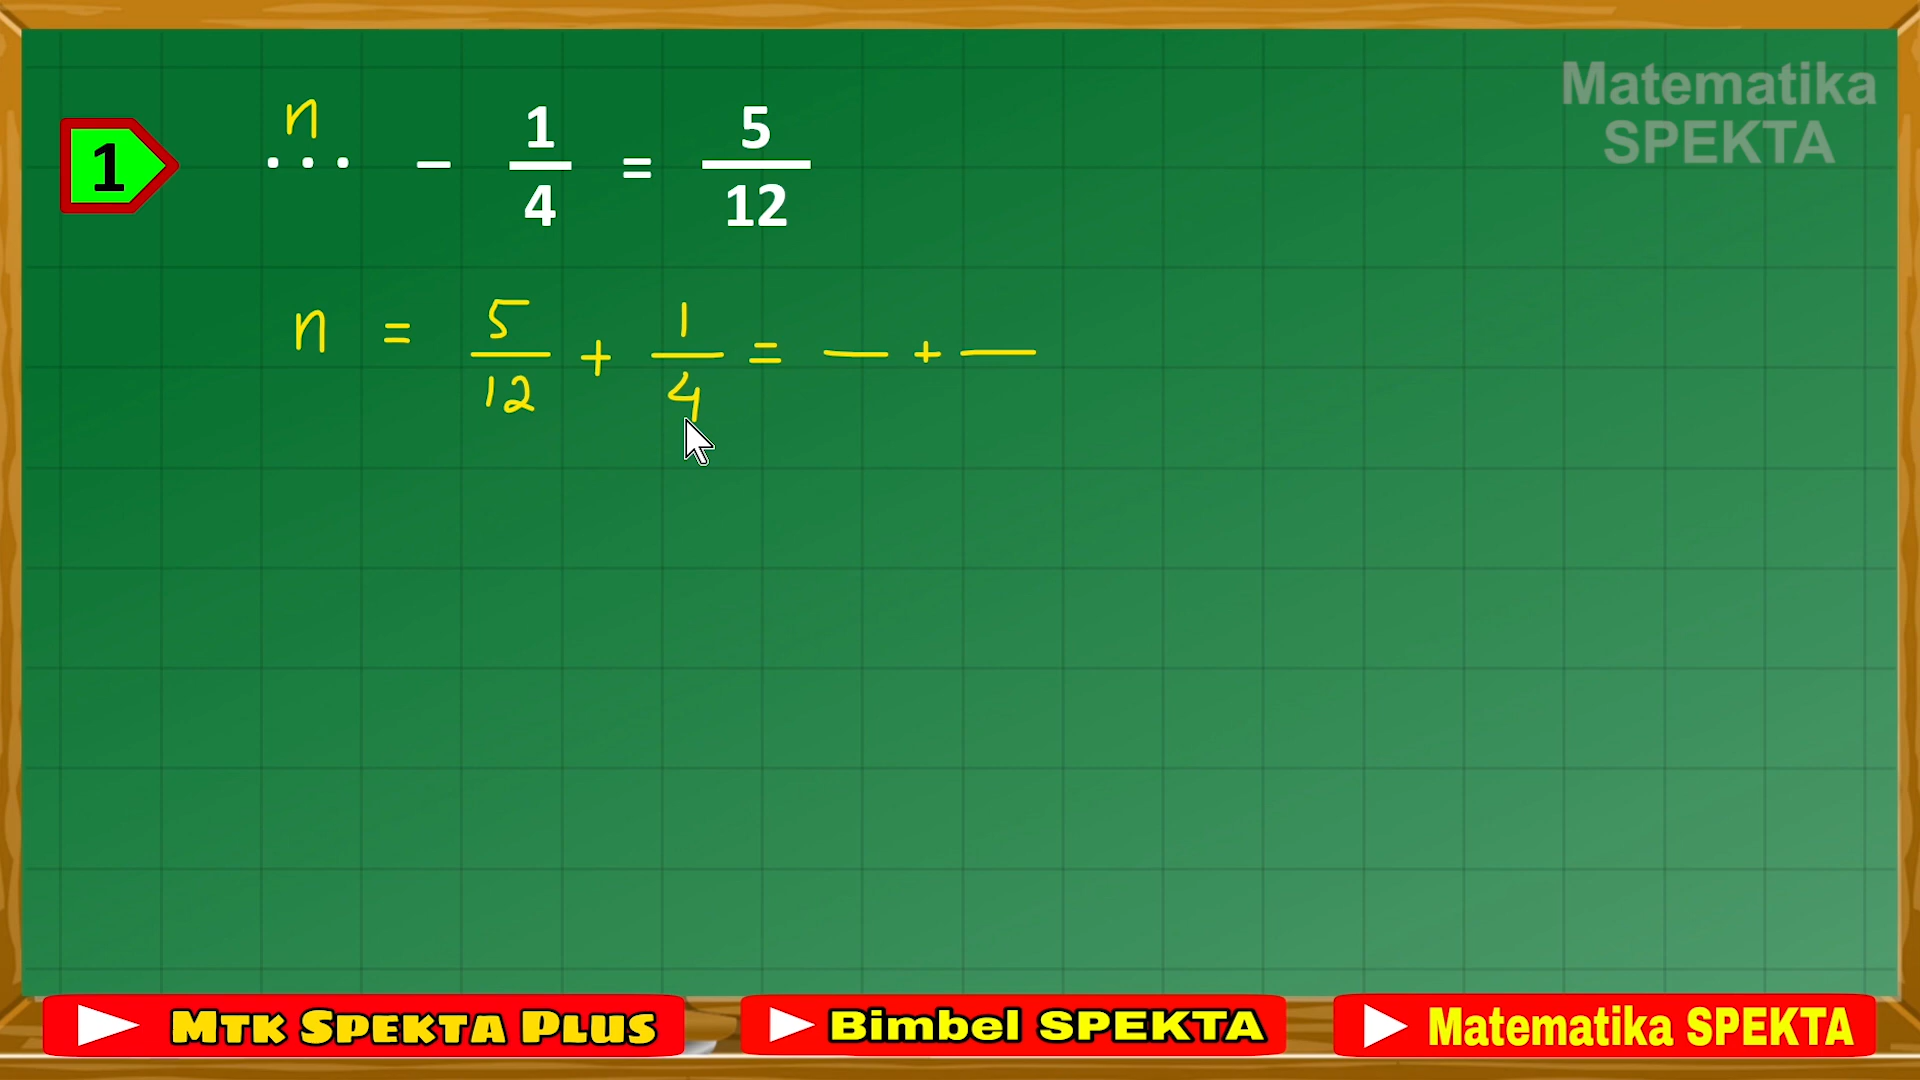 Matematika
SPEKTA
1
n
... - 1/4 = 5/12
n = 5/12 + 1/4 = — + —
Mtk Spekta Plus
Bimbel SPEKTA
Matematika SPEKTA